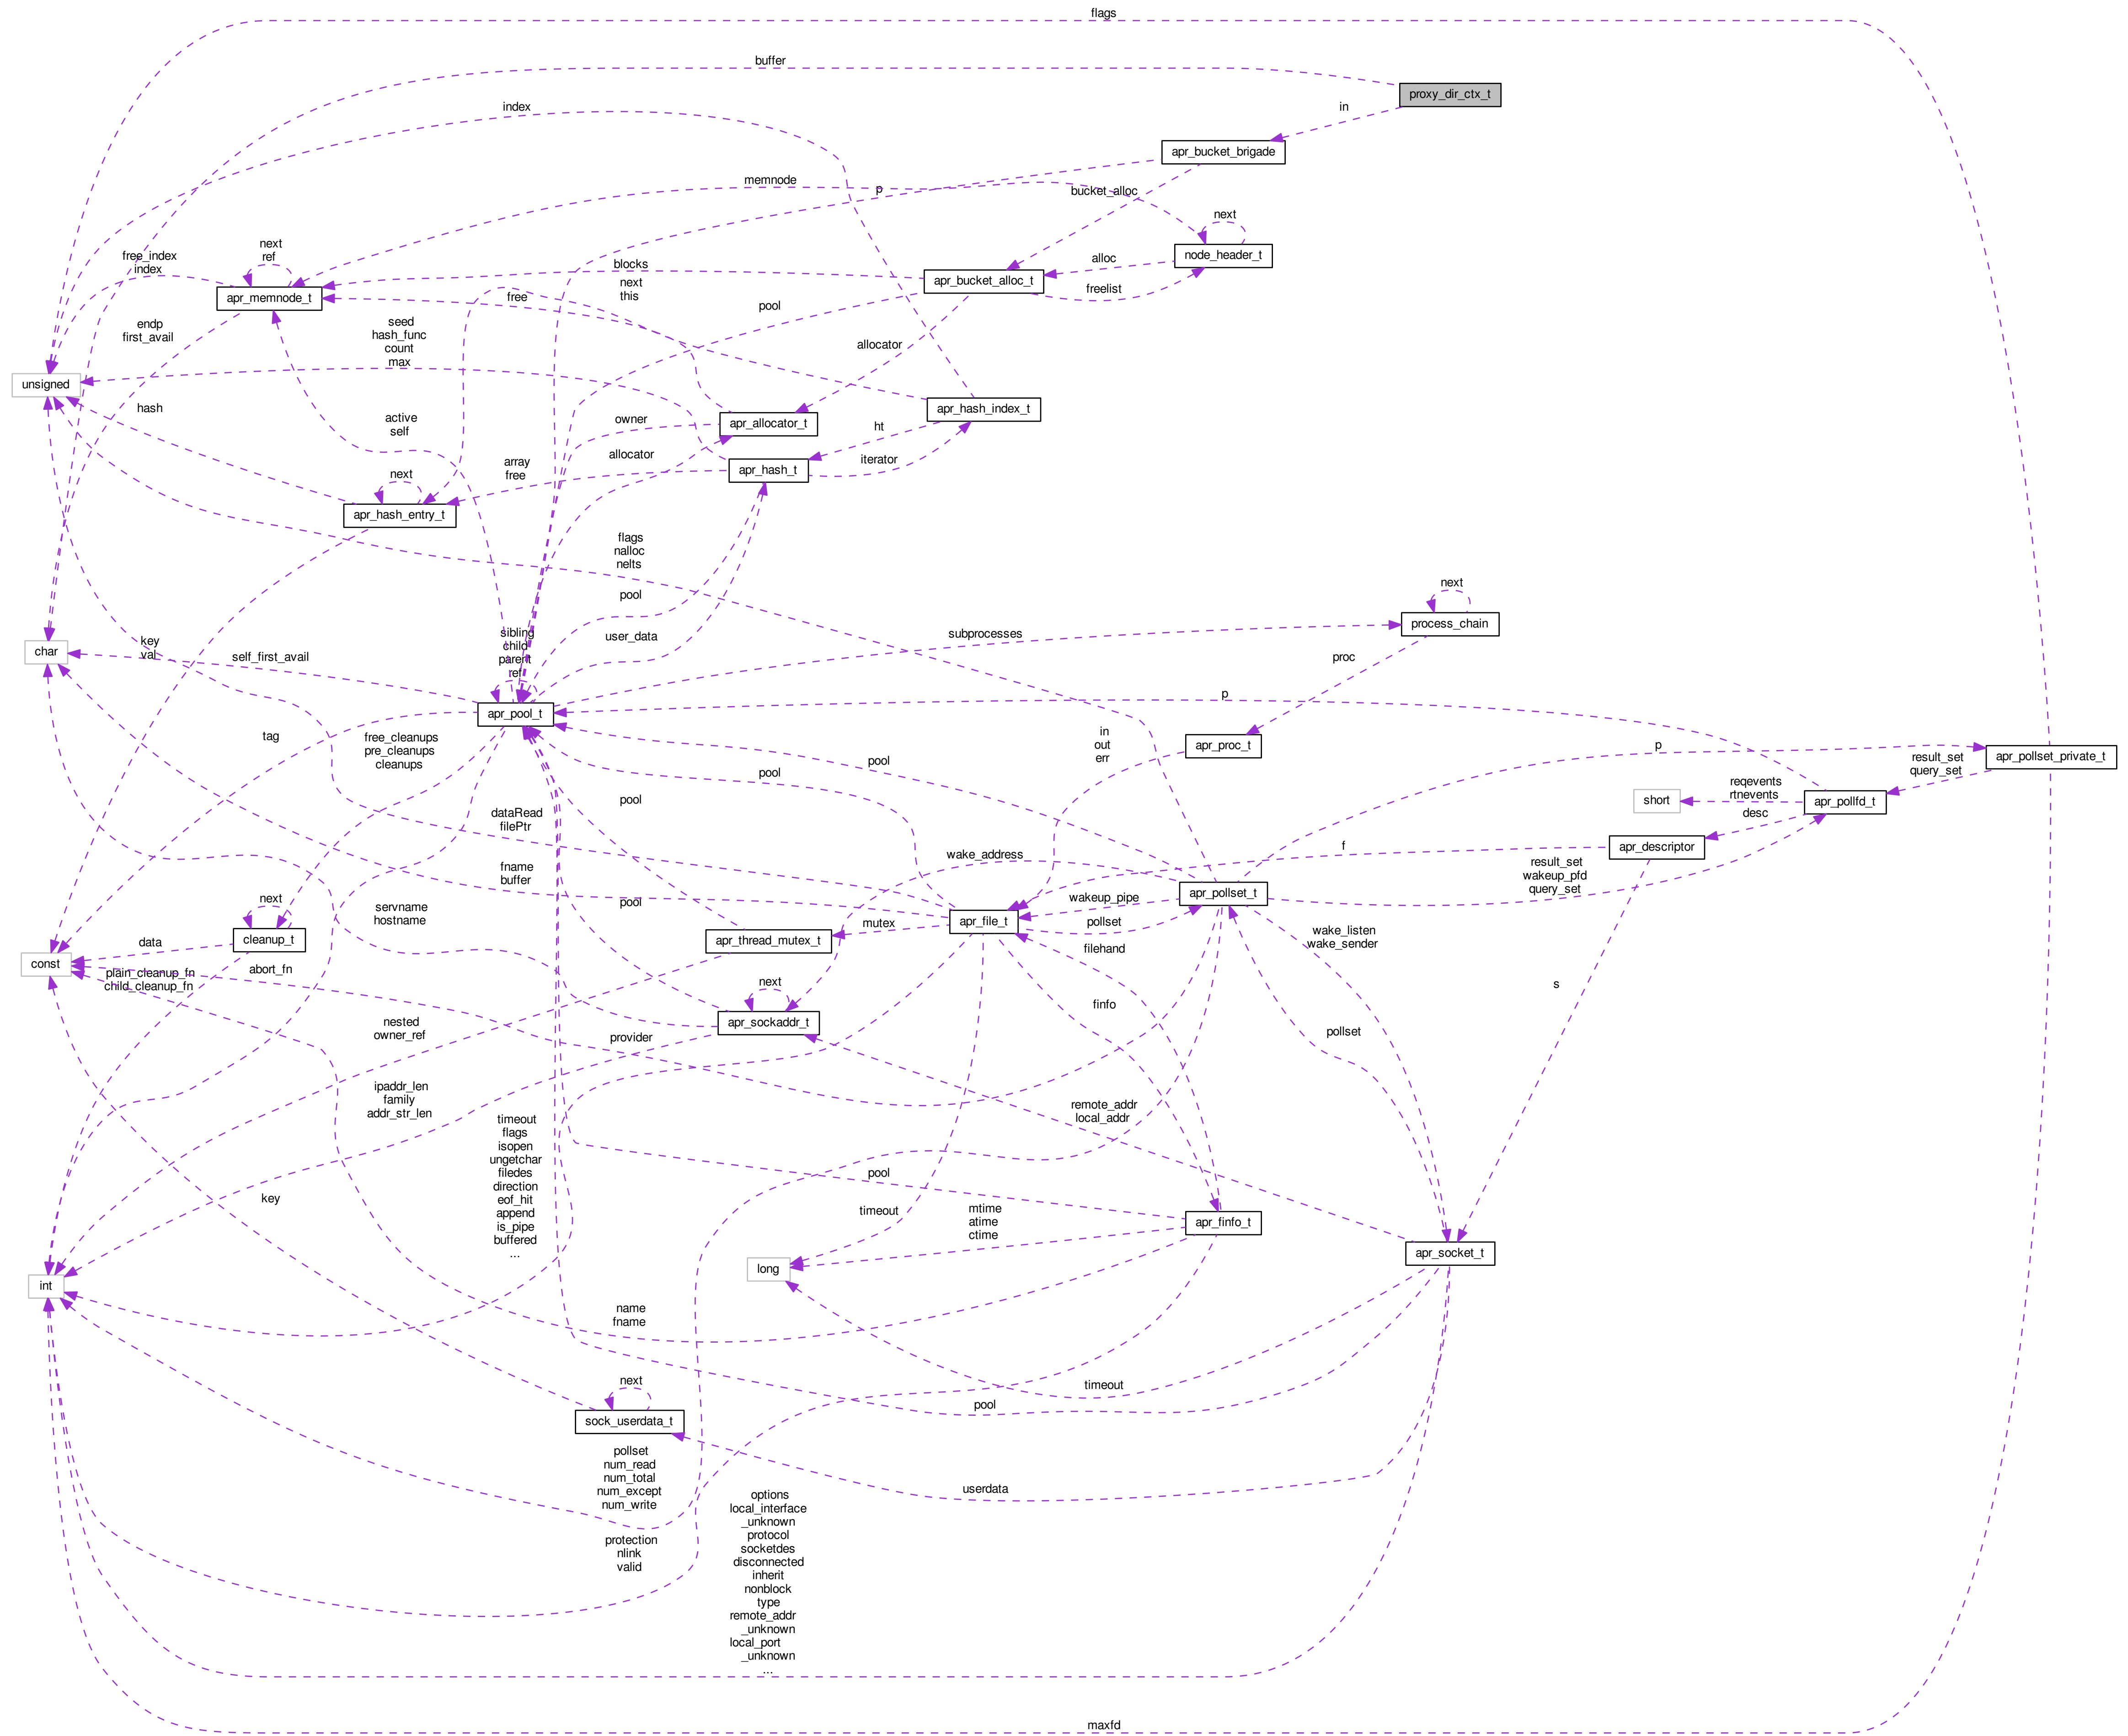 flags
buffer
proxy_dir_ctx_t
index
in
apr_bucket_brigade
memnode
p
bucket_alloc
next
node_header_t
next
ref
free_index
index
apr_memnode_t
blocks
next
this
free
apr_bucket_alloc_t
alloc
freelist
pool
endp
first_avail
seed
hash_func
count
max
allocator
unsigned
hash
active
self
owner
apr_allocator_t
apr_hash_index_t
ht
allocator
array
free
apr_hash_t
iterator
next
apr_hash_entry_t
flags
nalloc
nelts
pool
next
process_chain
subprocesses
user_data
sibling
child
parent
ref
char
key
val
self_first_avail
proc
apr_pool_t
p
tag
free_cleanups
pre_cleanups
cleanups
in
out
err
apr_proc_t
p
apr_pollset_private_t
pool
pool
result_set
query_set
reqevents
rtnevents
short
apr_pollfd_t
desc
pool
dataRead
filePtr
apr_descriptor
f
wake_address
result_set
wakeup_pfd
query_set
fname
buffer
apr_pollset_t
wakeup_pipe
next
servname
hostname
pool
apr_file_t
pollset
mutex
cleanup_t
data
apr_thread_mutex_t
wake_listen
wake_sender
filehand
const
plain_cleanup_fn
child_cleanup_fn
abort_fn
next
s
finfo
nested
owner_ref
apr_sockaddr_t
provider
pollset
ipaddr_len
family
addr_str_len
remote_addr
local_addr
timeout
flags
isopen
ungetchar
filedes
direction
eof_hit
append
is_pipe
buffered
...
pool
key
timeout
mtime
atime
ctime
apr_finfo_t
apr_socket_t
long
int
name
fname
next
timeout
pool
sock_userdata_t
pollset
num_read
num_total
num_except
num_write
userdata
options
local_interface
_unknown
protocol
socketdes
disconnected
inherit
nonblock
type
remote_addr
_unknown
local_port
_unknown
...
protection
nlink
valid
maxfd